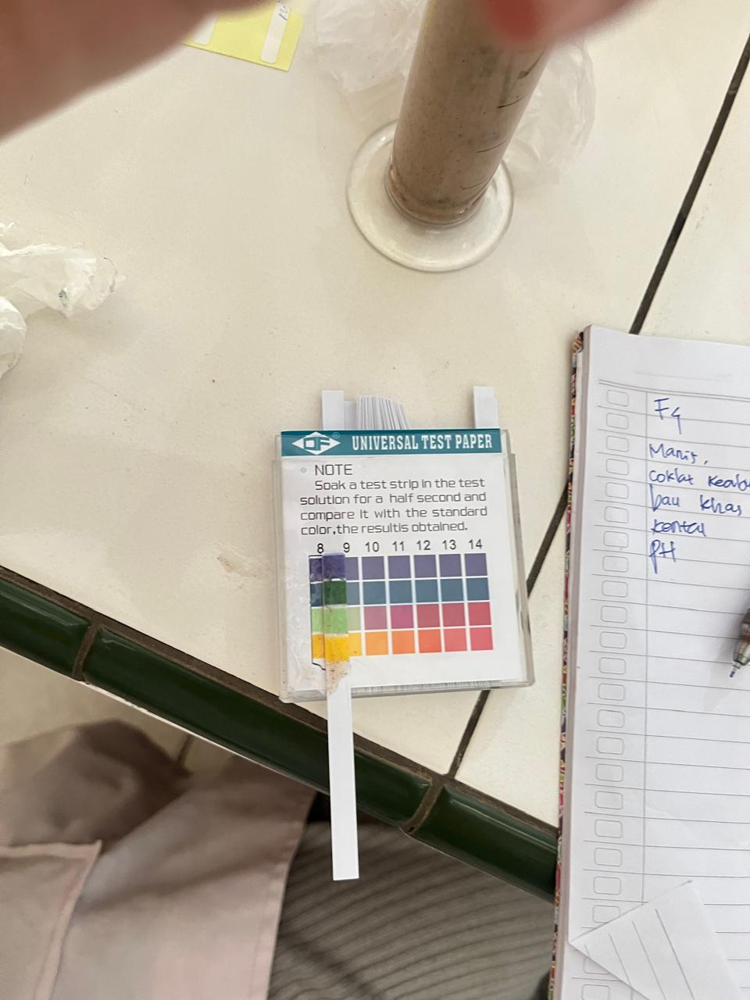 DF UNIVERSAL TEST PAPER
NOTE
Soak a test strip in the test
solution for a half second and
compare it with the standard
color,the resultis obtained.
8 9 10 11 12 13 14
F4
Manis,
coklat
bau khas
kental
PH